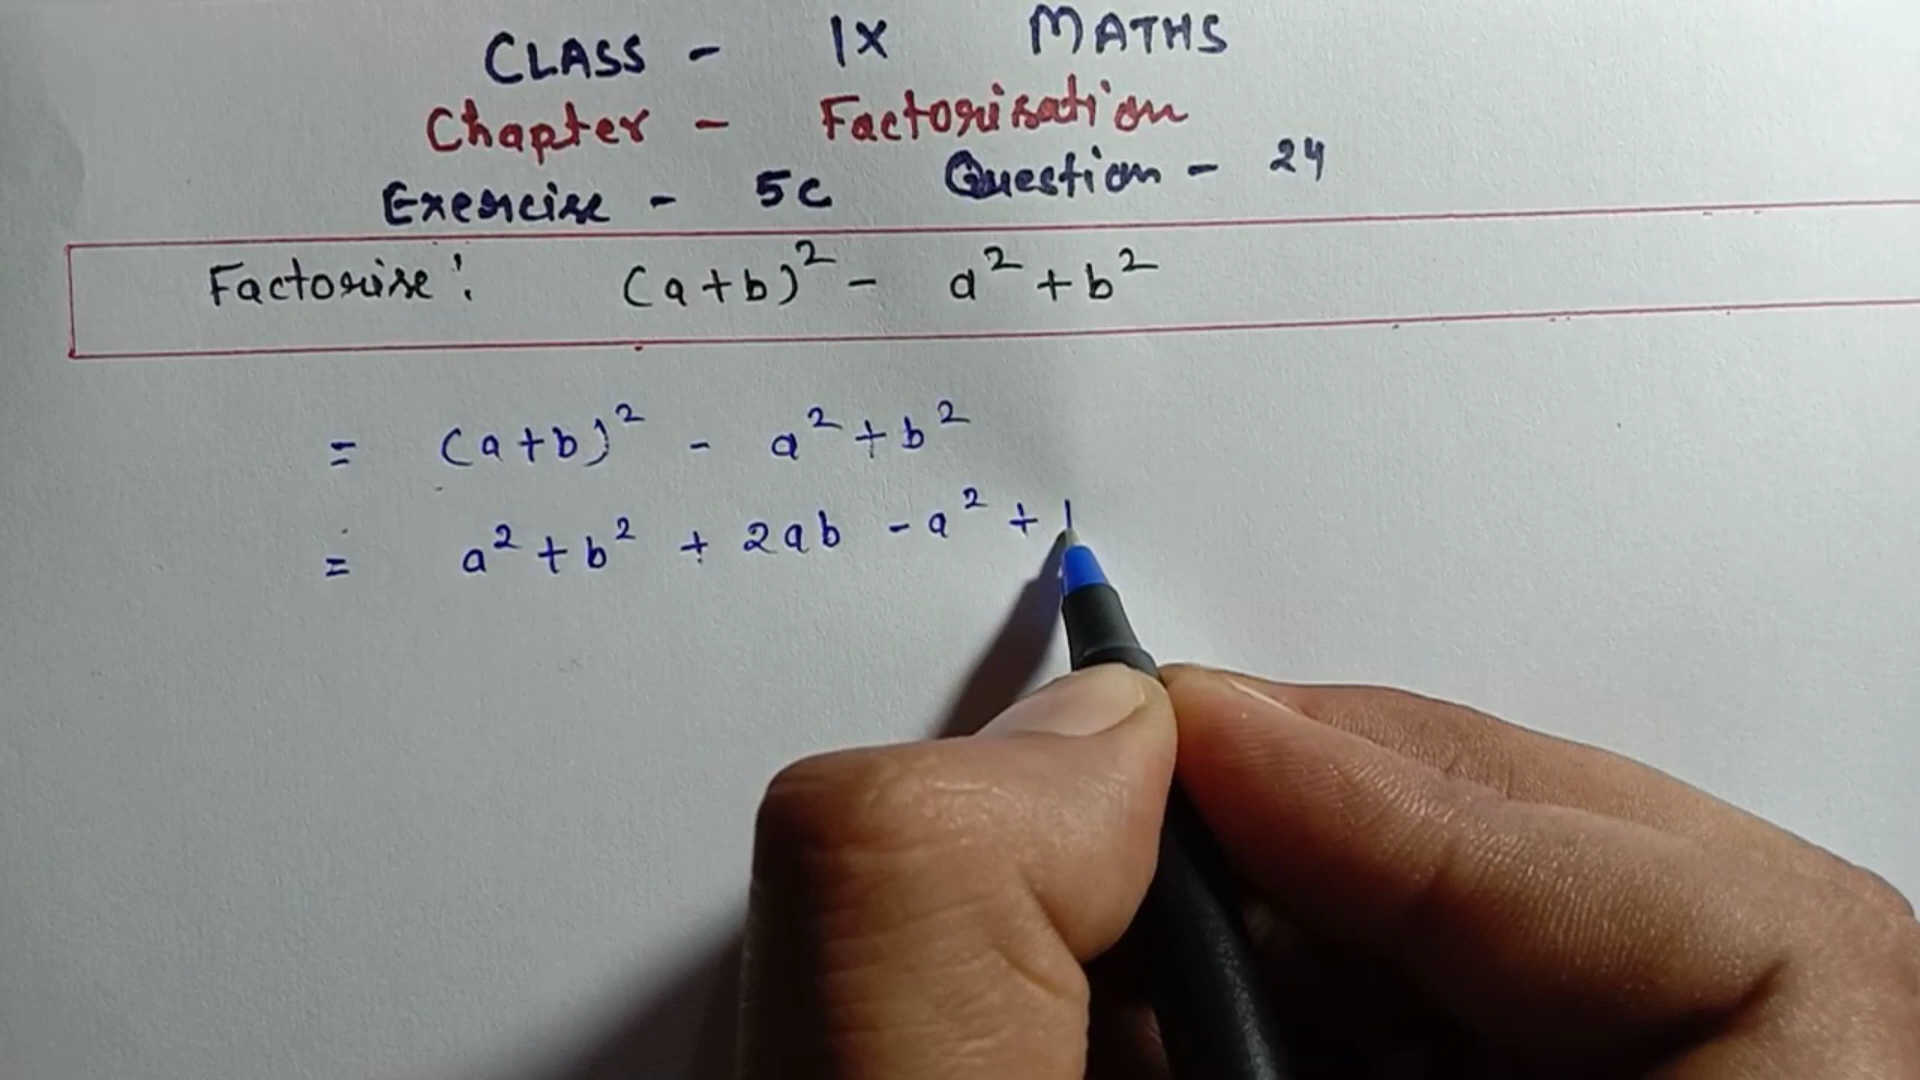 CLASS - IX MATHS
Chapter - Factorisation
Exercise - 5c Question - 24
Factorise: (a+b)² - a² + b²
= (a+b)² - a² + b²
= a² + b² + 2ab - a² +